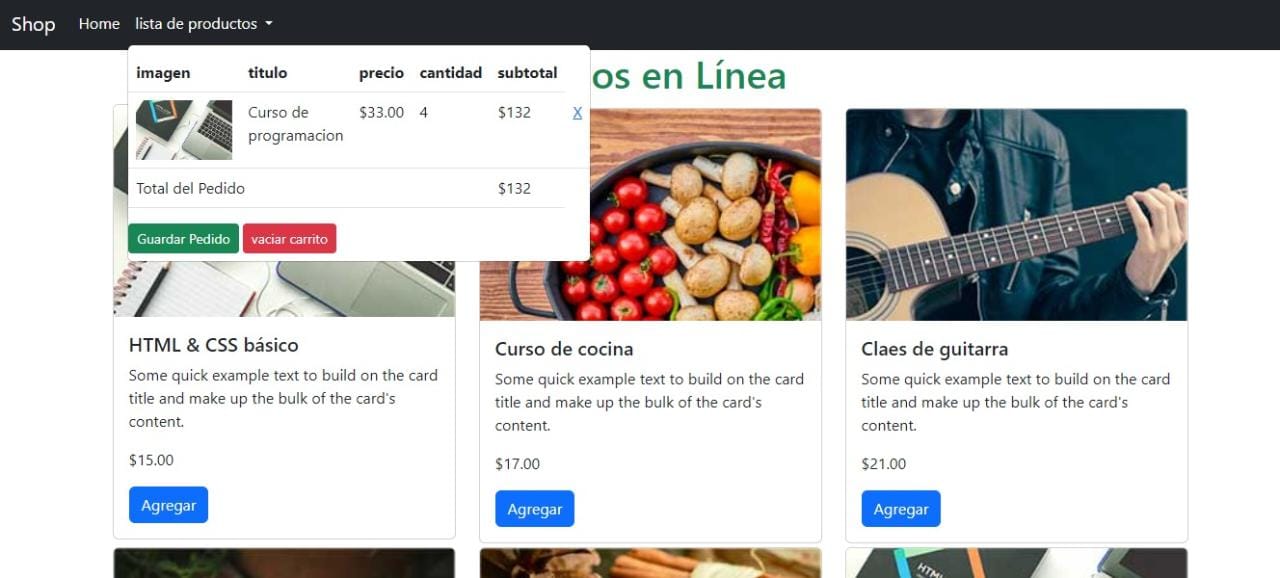 Shop Home lista de productos
imagen titulo precio cantidad subtotal
Curso de $33.00 4 $132 X
programacion
Total del Pedido $132
Guardar Pedido vaciar carrito
os en Línea
HTML & CSS básico
Some quick example text to build on the card
title and make up the bulk of the card's
content.
$15.00
Agregar
Curso de cocina
Some quick example text to build on the card
title and make up the bulk of the card's
content.
$17.00
Agregar
Claes de guitarra
Some quick example text to build on the card
title and make up the bulk of the card's
content.
$21.00
Agregar
HTML